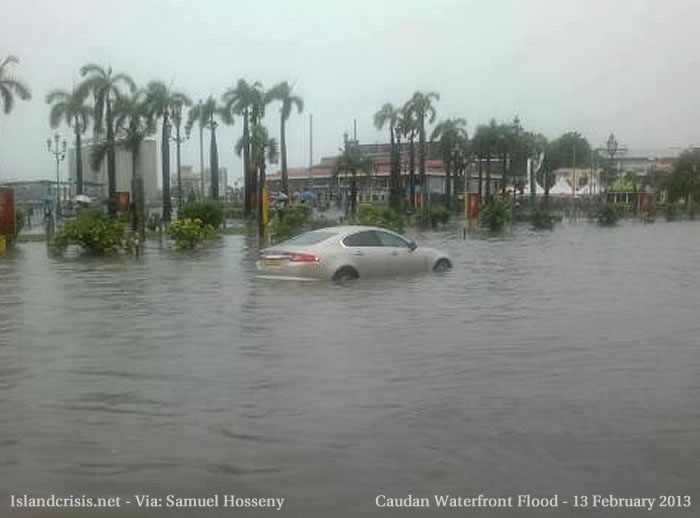 Islandcrisis.net - Via: Samuel Hosseny
Caudan Waterfront Flood - 13 February 2013